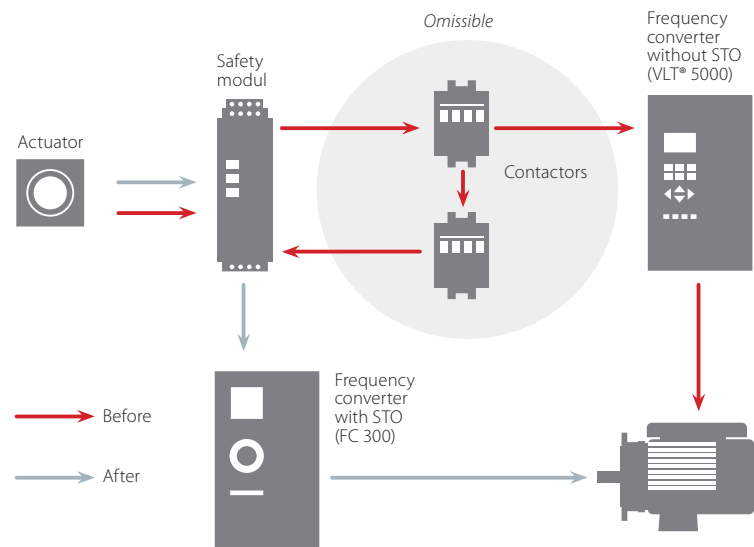 Omissible
Frequency
converter
without STO
(VLT® 5000)
Safety
modul
Actuator
Contactors
Frequency
converter
with STO
(FC 300)
Before
After